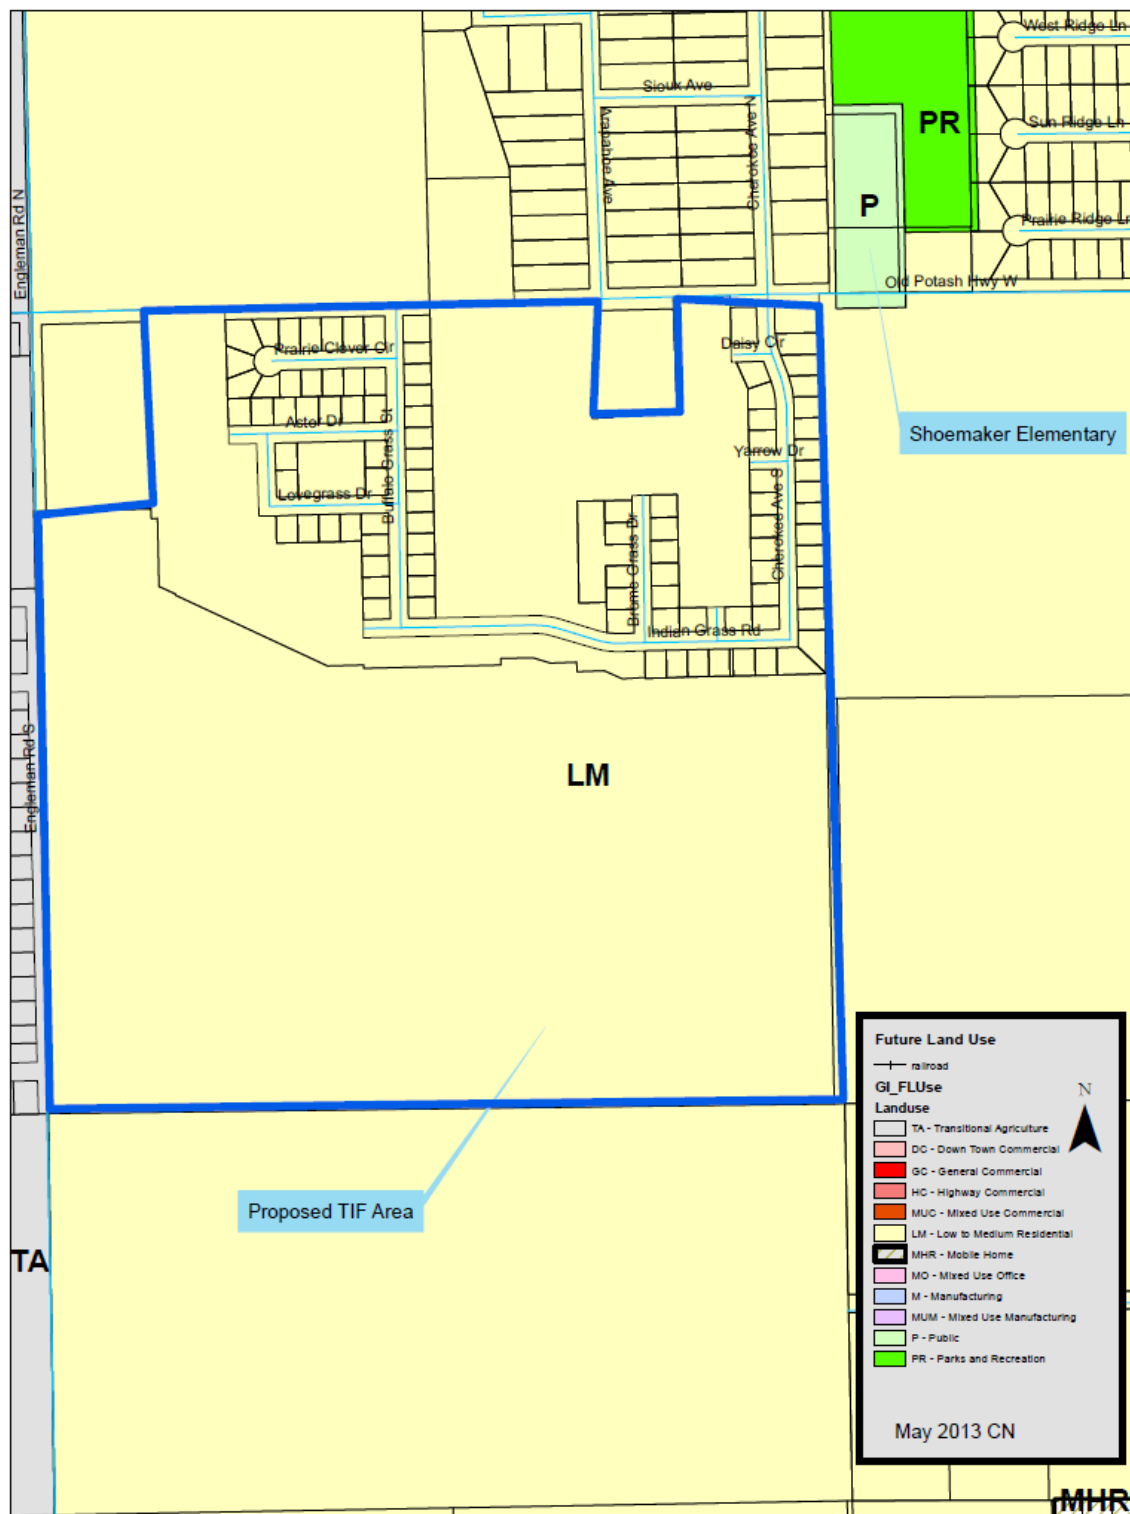 West Ridge Ln
Sioux Ave
Arapahoe Ave
Cherokee Ave N
PR
Sun Ridge Ln
Engleman Rd N
P
Prairie Ridge Ln
Old Potash Hwy W
Prairie Clover Cir
Daisy Cir
Aster Dr
Shoemaker Elementary
Buffalo Grass St
Yarrow Dr
Lovegrass Dr
Cherokee Ave S
Brome Grass Dr
Indian Grass Rd
Engleman Rd S
LM
Proposed TIF Area
TA
Future Land Use
railroad
GI_FLUse
N
Landuse
TA - Transitional Agriculture
DC - Down Town Commercial
GC - General Commercial
HC - Highway Commercial
MUC - Mixed Use Commercial
LM - Low to Medium Residential
MHR - Mobile Home
MO - Mixed Use Office
M - Manufacturing
MUM - Mixed Use Manufacturing
P - Public
PR - Parks and Recreation
May 2013 CN
MHR